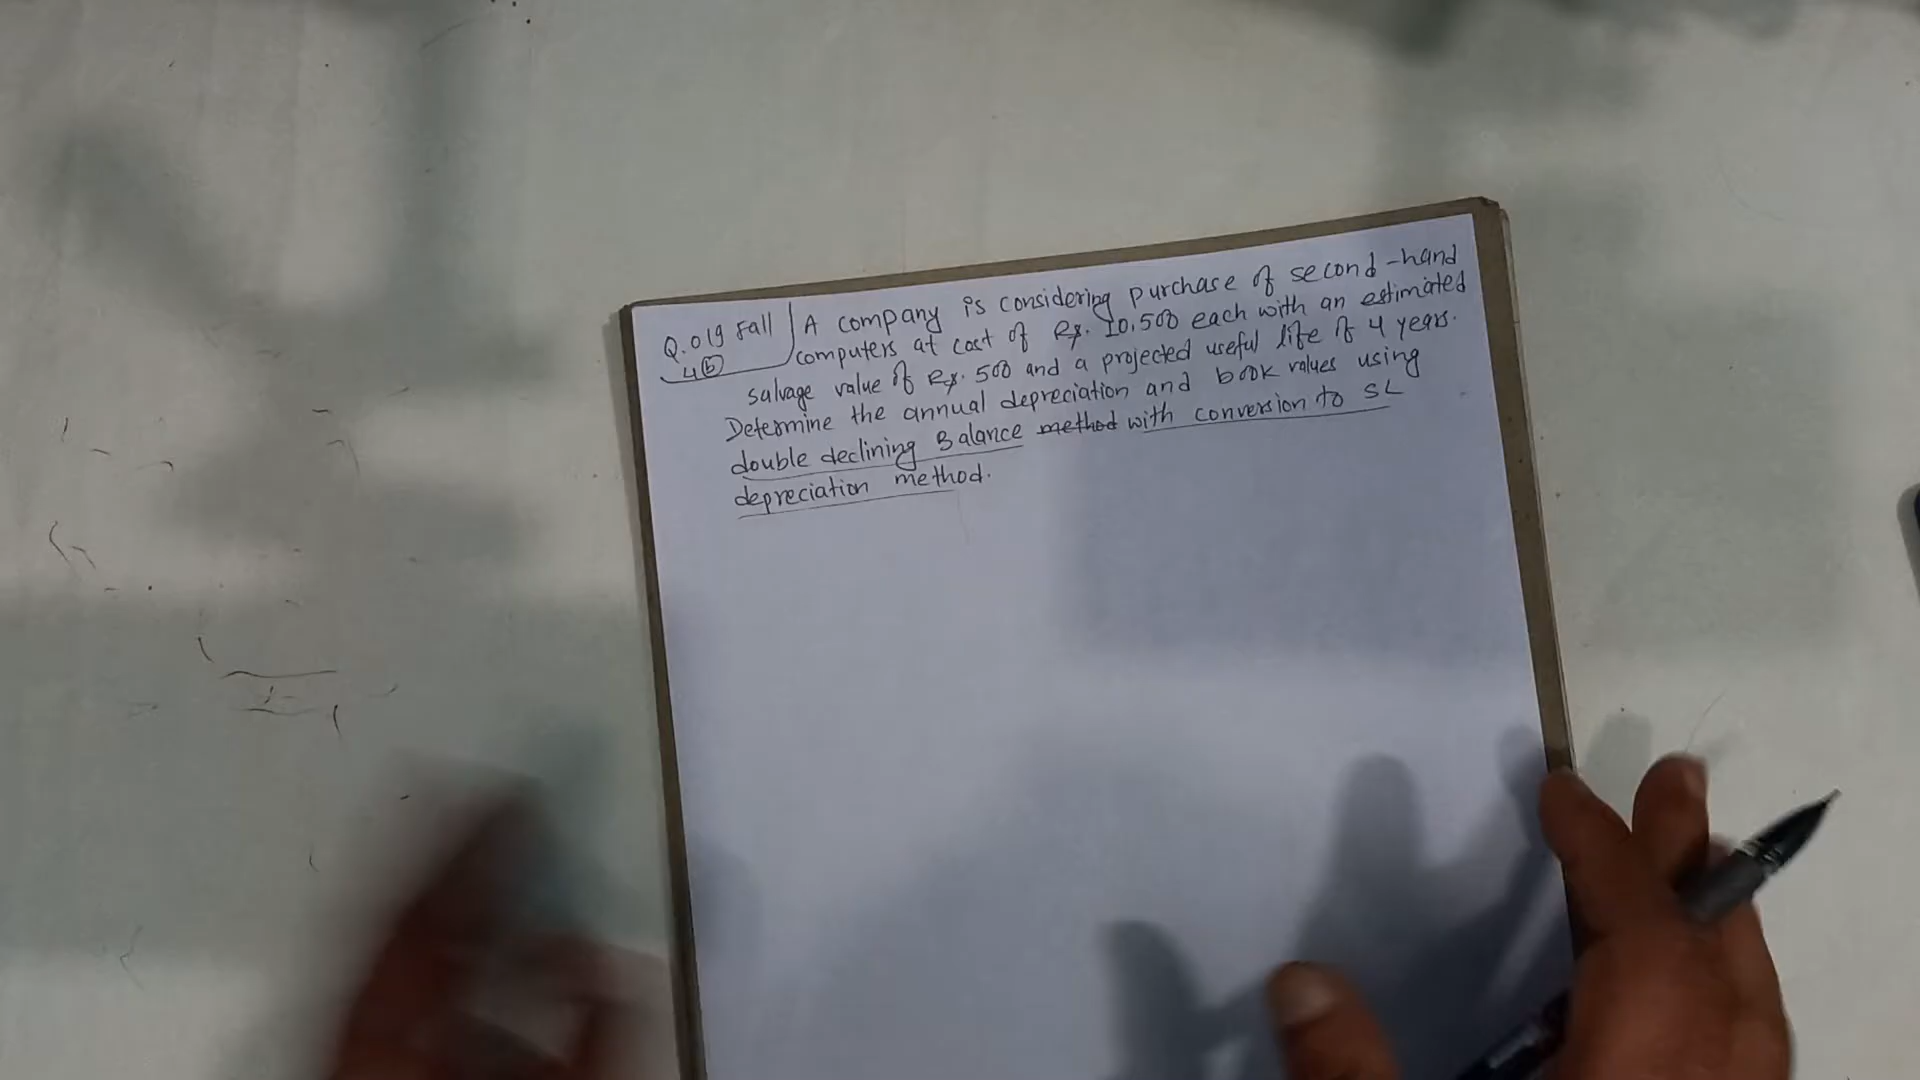 Q. 019 Fall
4 (b)
A company is considering purchase of second-hand
computers at cost of Rs. 10,500 each with an estimated
salvage value of Rs. 500 and a projected useful life of 4 years.
Determine the annual depreciation and book values using
double declining Balance method with conversion to SL
depreciation method.